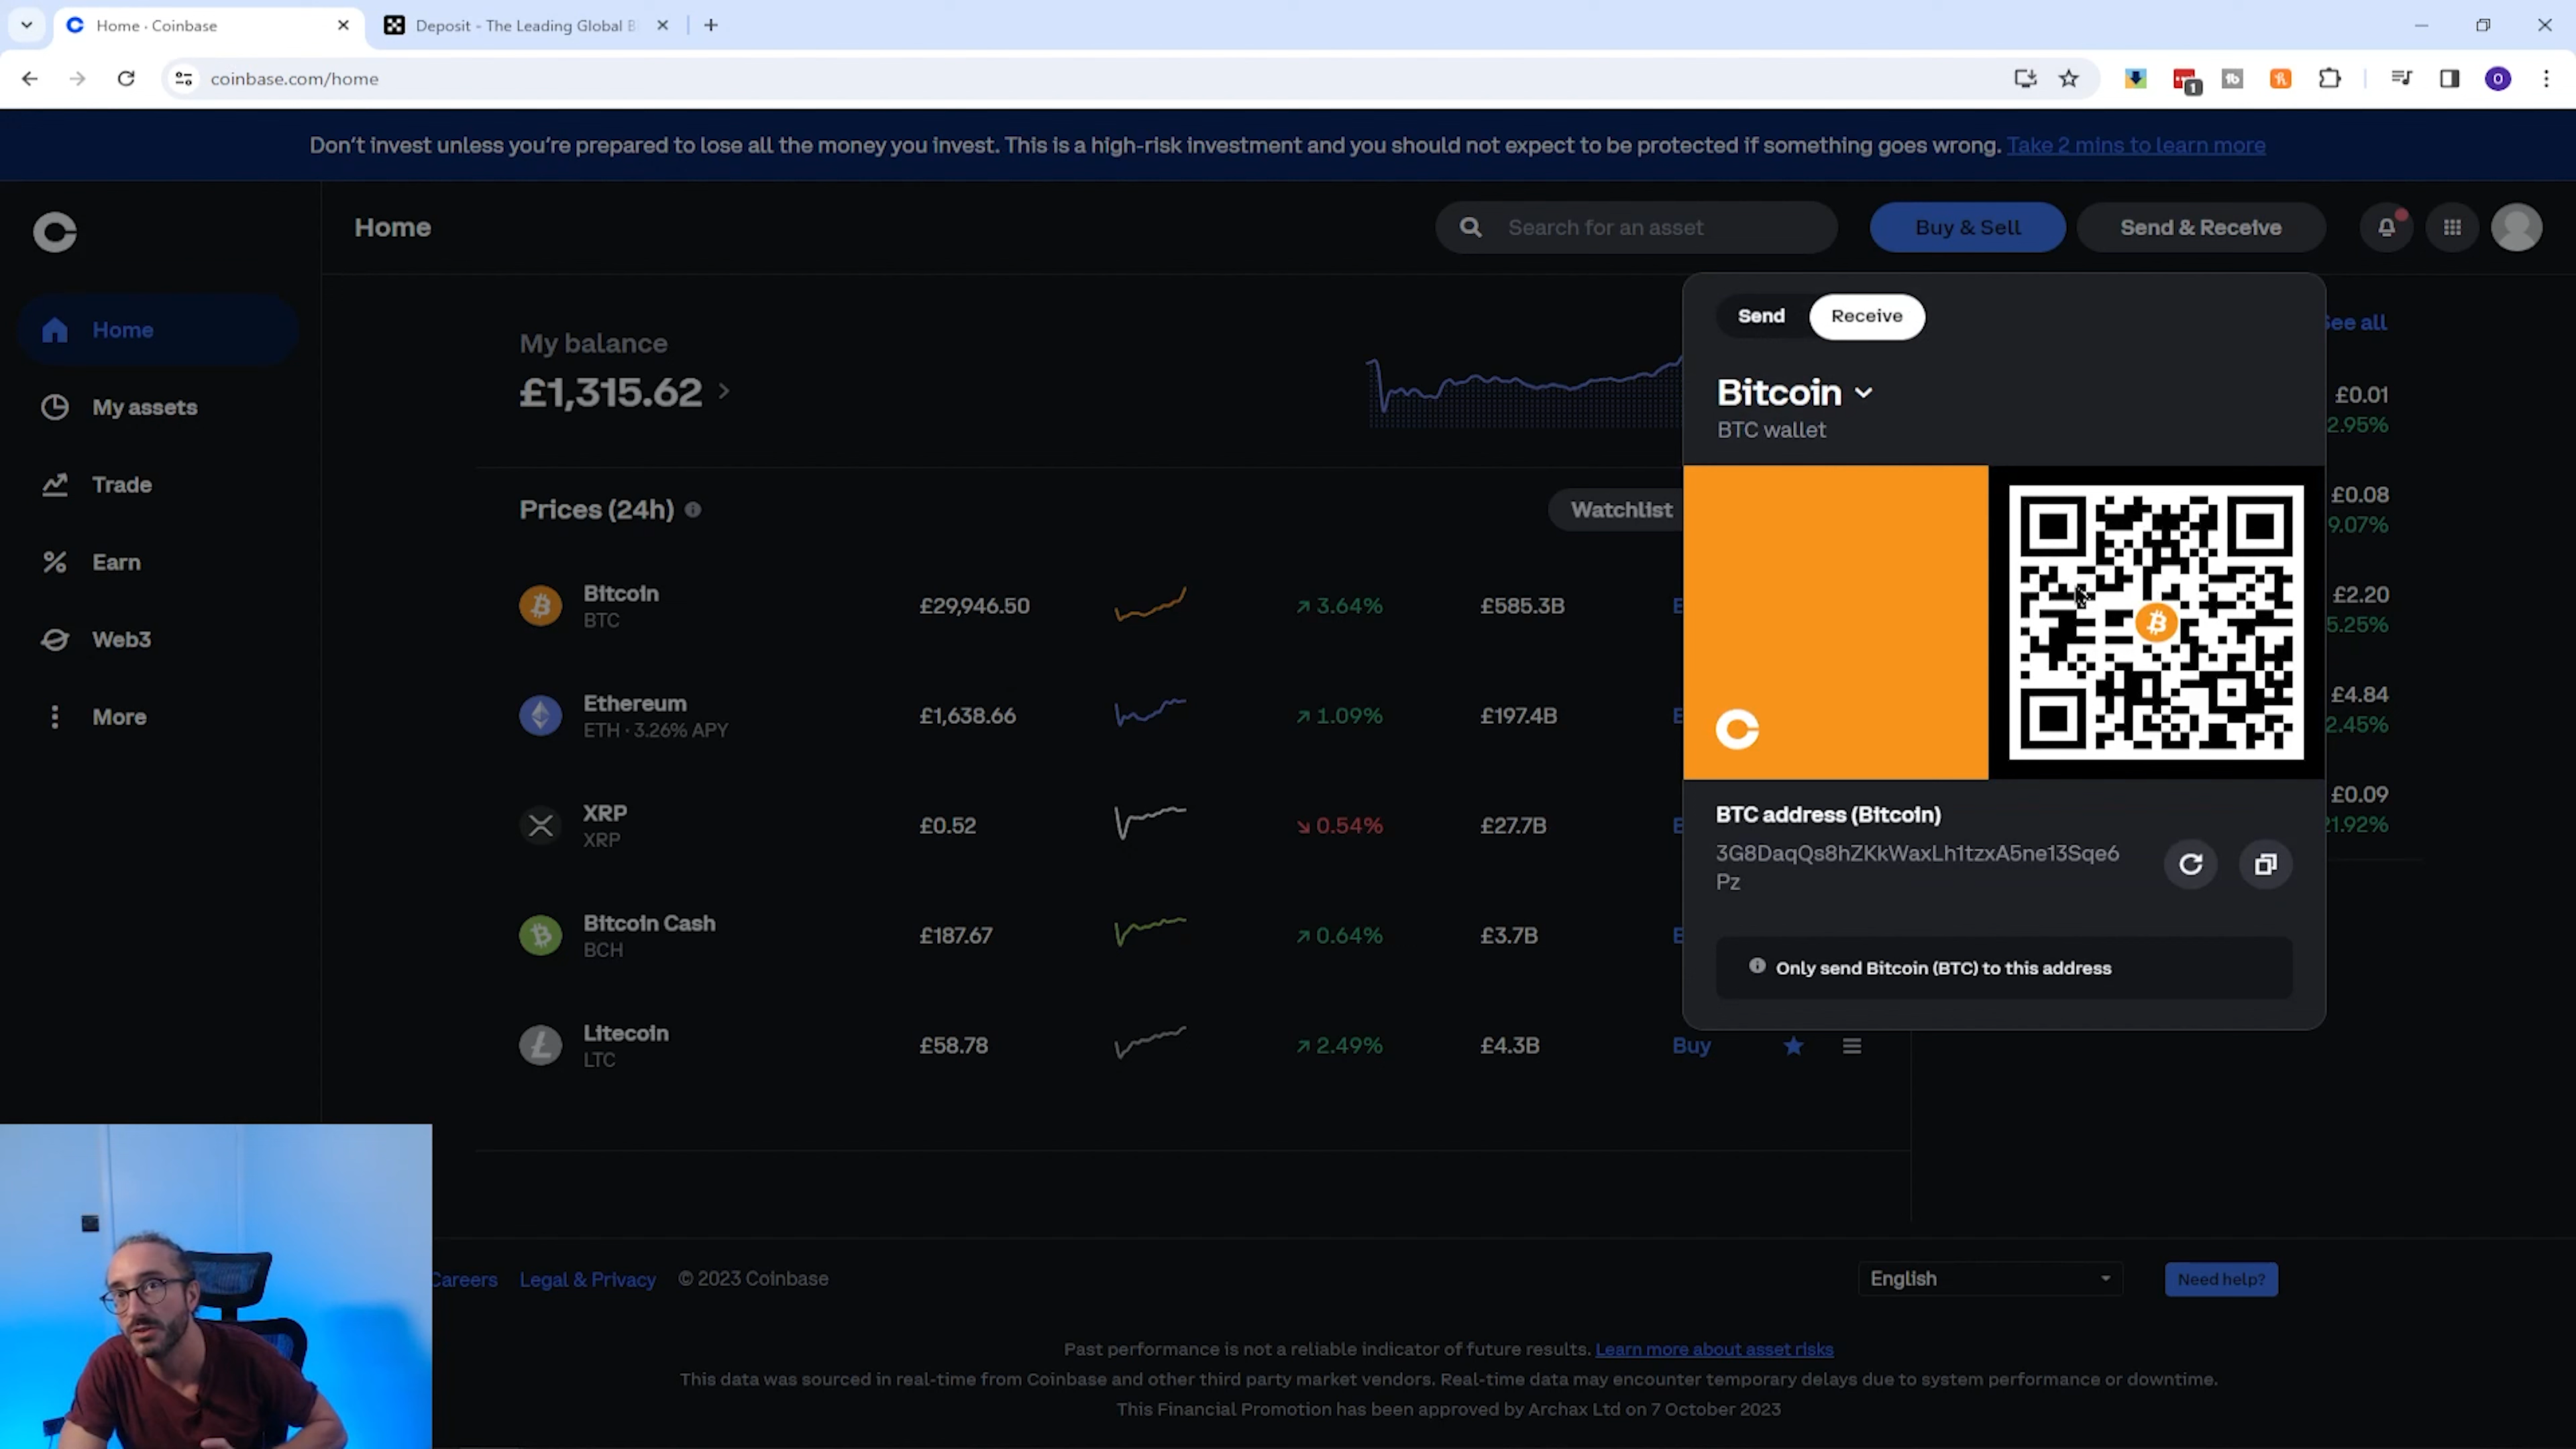 Home · Coinbase
Deposit - The Leading Global B
coinbase.com/home
1
tb
O
Don't invest unless you're prepared to lose all the money you invest. This is a high-risk investment and you should not expect to be protected if something goes wrong. Take 2 mins to learn more
Home
Search for an asset
Buy & Sell
Send & Receive
Home
My assets
Trade
Earn
Web3
More
My balance
£1,315.62
Prices (24h)
Watchlist
Bitcoin
BTC
£29,946.50
3.64%
£585.3B
Ethereum
ETH · 3.26% APY
£1,638.66
1.09%
£197.4B
XRP
XRP
£0.52
0.54%
£27.7B
Bitcoin Cash
BCH
£187.67
0.64%
£3.7B
Litecoin
LTC
£58.78
2.49%
£4.3B
Buy
Send
Receive
Bitcoin
BTC wallet
BTC address (Bitcoin)
3G8DaqQs8hZKkWaxLh1tzxA5ne13Sqe6
Pz
Only send Bitcoin (BTC) to this address
See all
£0.01
2.95%
£0.08
9.07%
£2.20
5.25%
£4.84
2.45%
£0.09
21.92%
Careers
Legal & Privacy
© 2023 Coinbase
English
Need help?
Past performance is not a reliable indicator of future results. Learn more about asset risks
This data was sourced in real-time from Coinbase and other third party market vendors. Real-time data may encounter temporary delays due to system performance or downtime.
This Financial Promotion has been approved by Archax Ltd on 7 October 2023